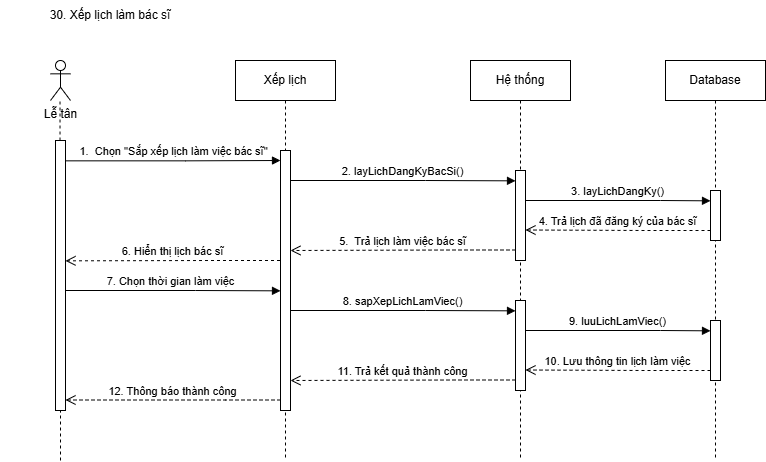 30. Xếp lịch làm bác sĩ
Lễ tân
Xếp lịch
Hệ thống
Database
1. Chọn "Sắp xếp lịch làm việc bác sĩ"
2. layLichDangKyBacSi()
3. layLichDangKy()
4. Trả lịch đã đăng ký của bác sĩ
5. Trả lịch làm việc bác sĩ
6. Hiển thị lịch bác sĩ
7. Chọn thời gian làm việc
8. sapXepLichLamViec()
9. luuLichLamViec()
10. Lưu thông tin lịch làm việc
11. Trả kết quả thành công
12. Thông báo thành công